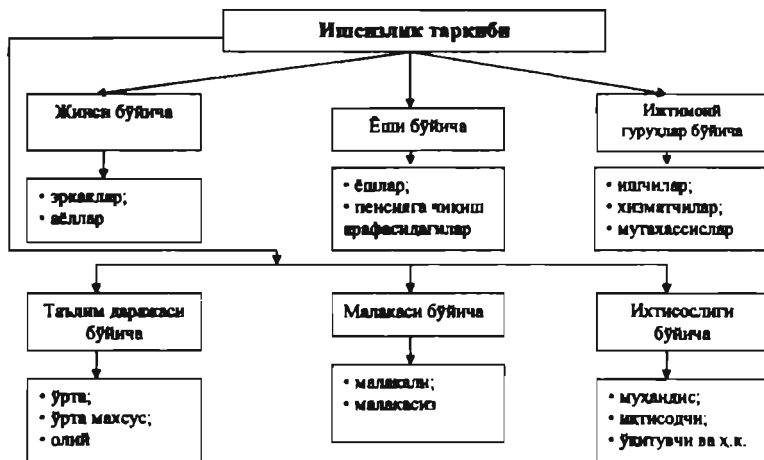 Ишсизлик таркиби
Жинси бўйича
Ёши бўйича
Ижтимоий
гуруҳлар бўйича
• эркаклар;
• аёллар
• ёшлар;
• пенсияга чиқиш
арафасидагилар
• ишчилар;
• хизматчилар;
• мутахассислар
Таълим даражаси
бўйича
Малакаси бўйича
Ихтисослиги
бўйича
• ўрта;
• ўрта махсус;
• олий
• малакали;
• малакасиз
• муҳандис;
• иқтисодчи;
• ўқитувчи ва ҳ.к.